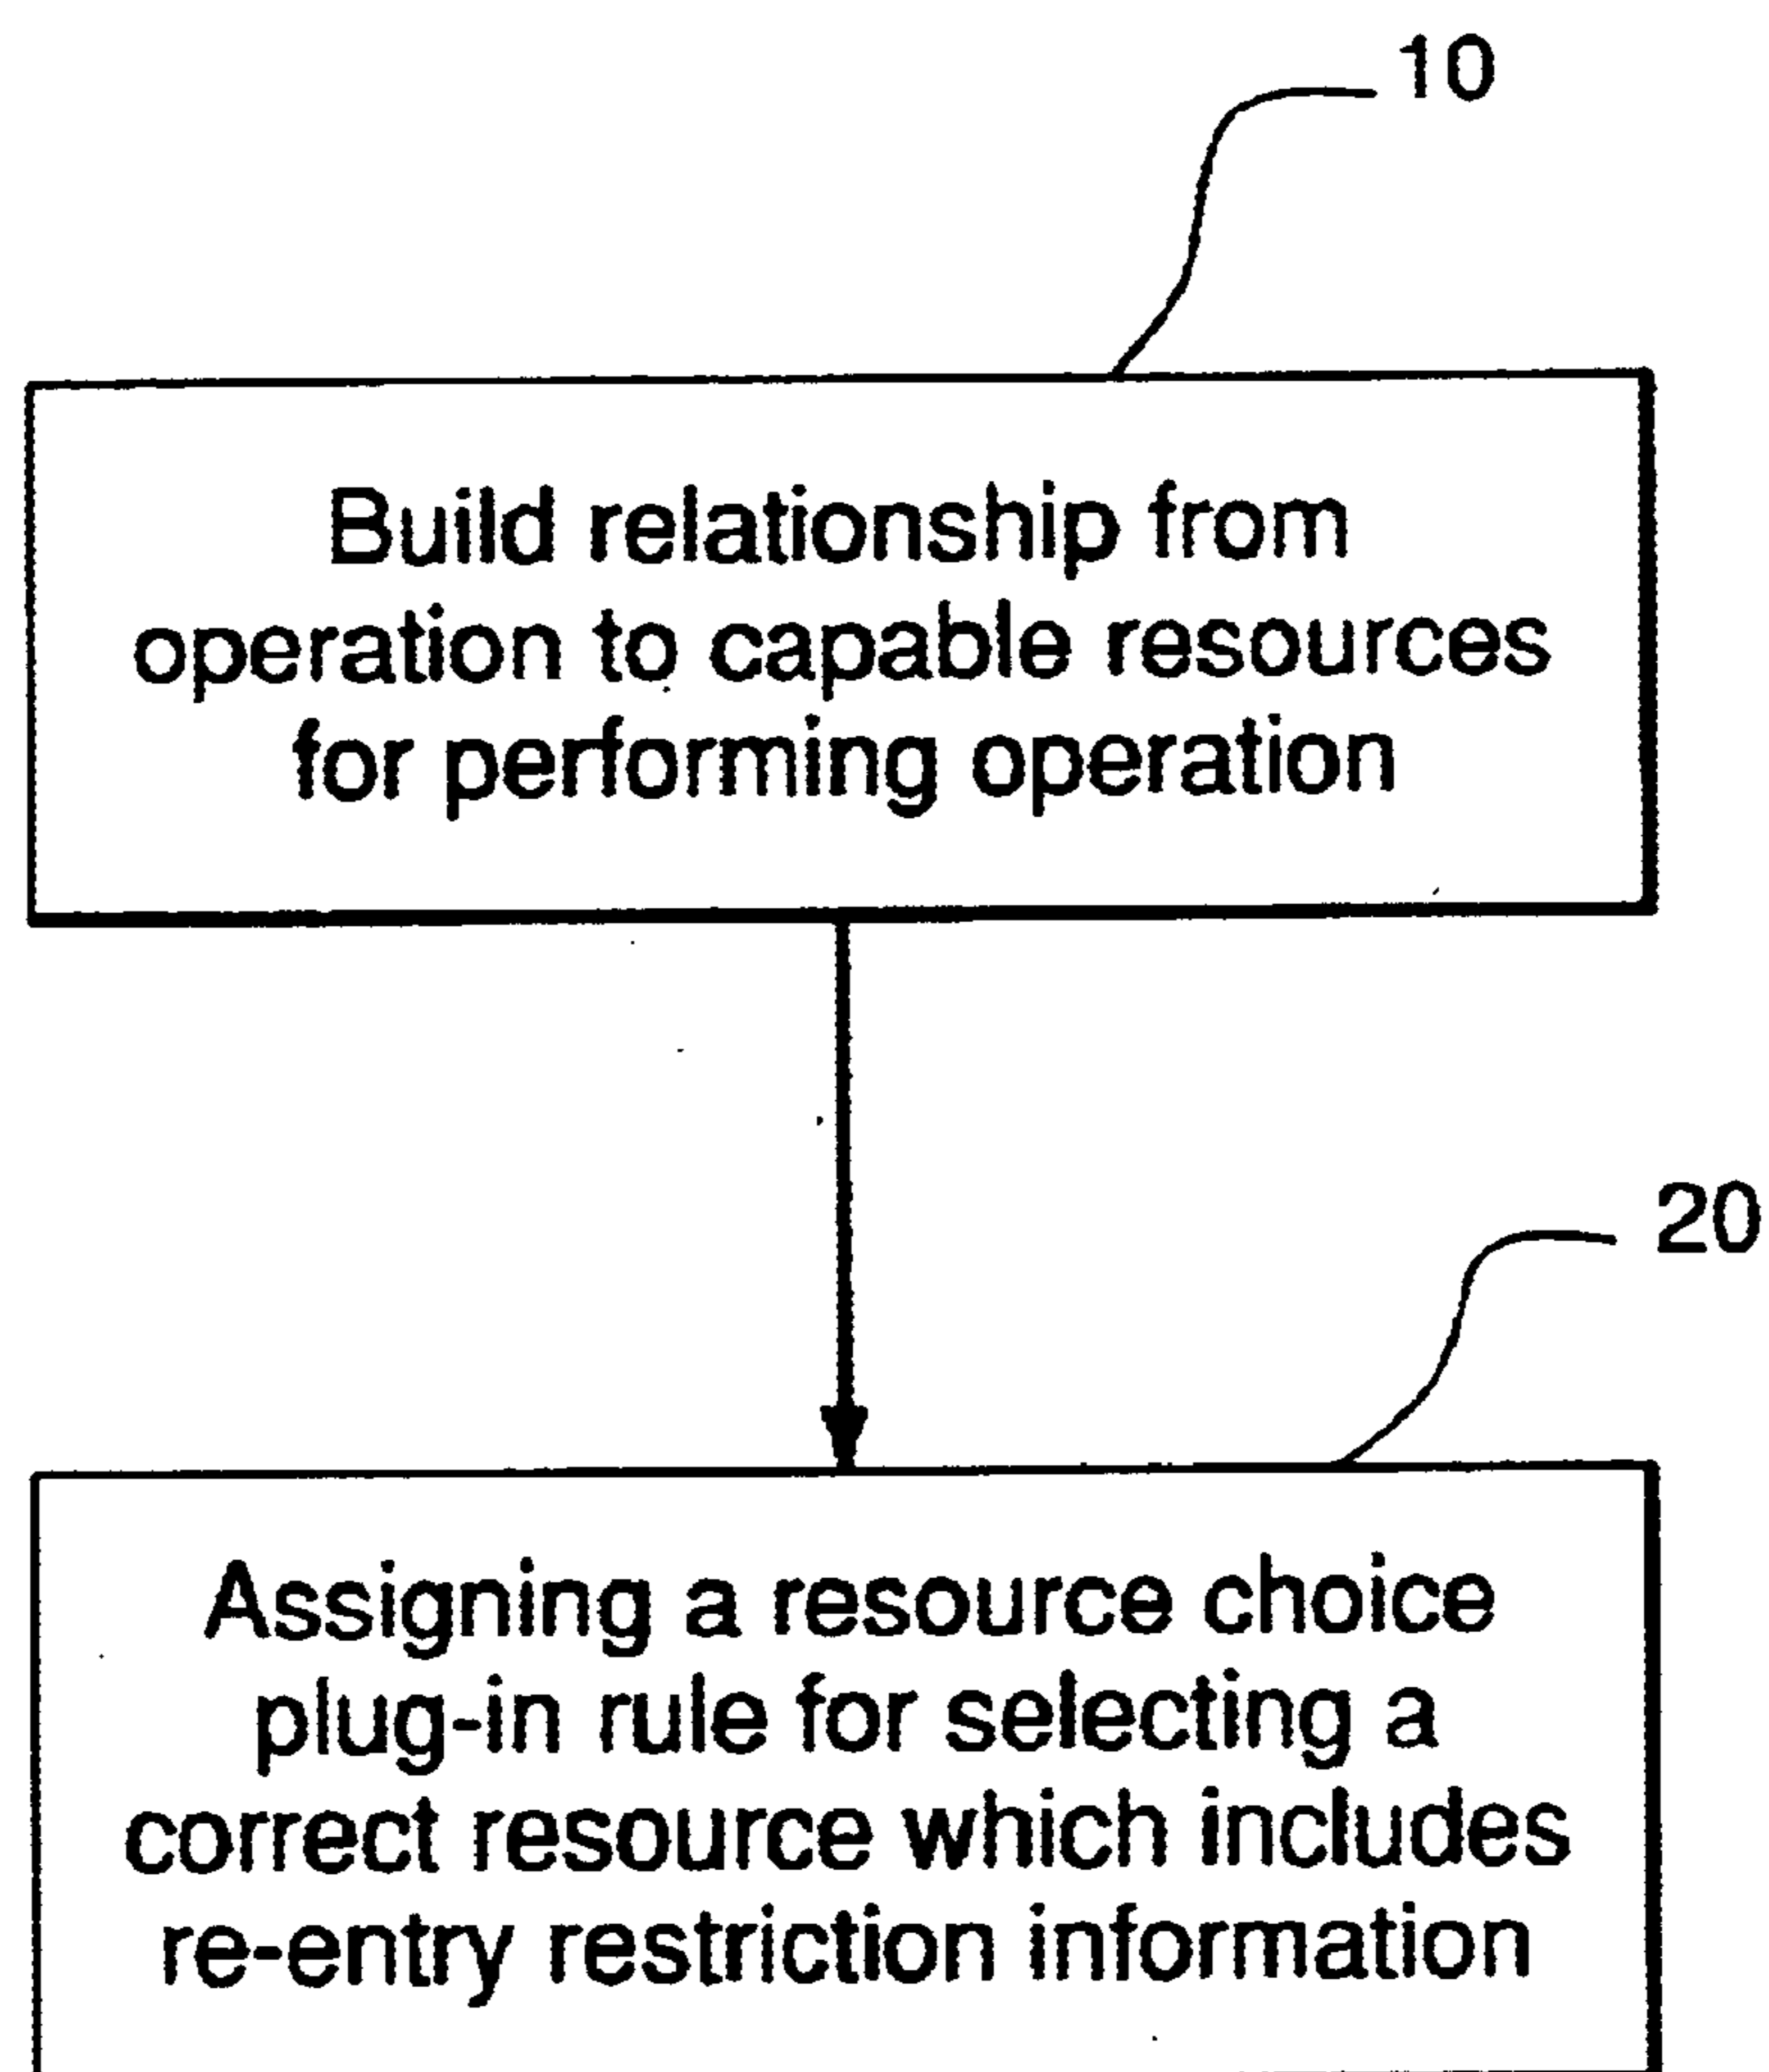 10
Build relationship from
operation to capable resources
for performing operation
20
Assigning a resource choice
plug-in rule for selecting a
correct resource which includes
re-entry restriction information